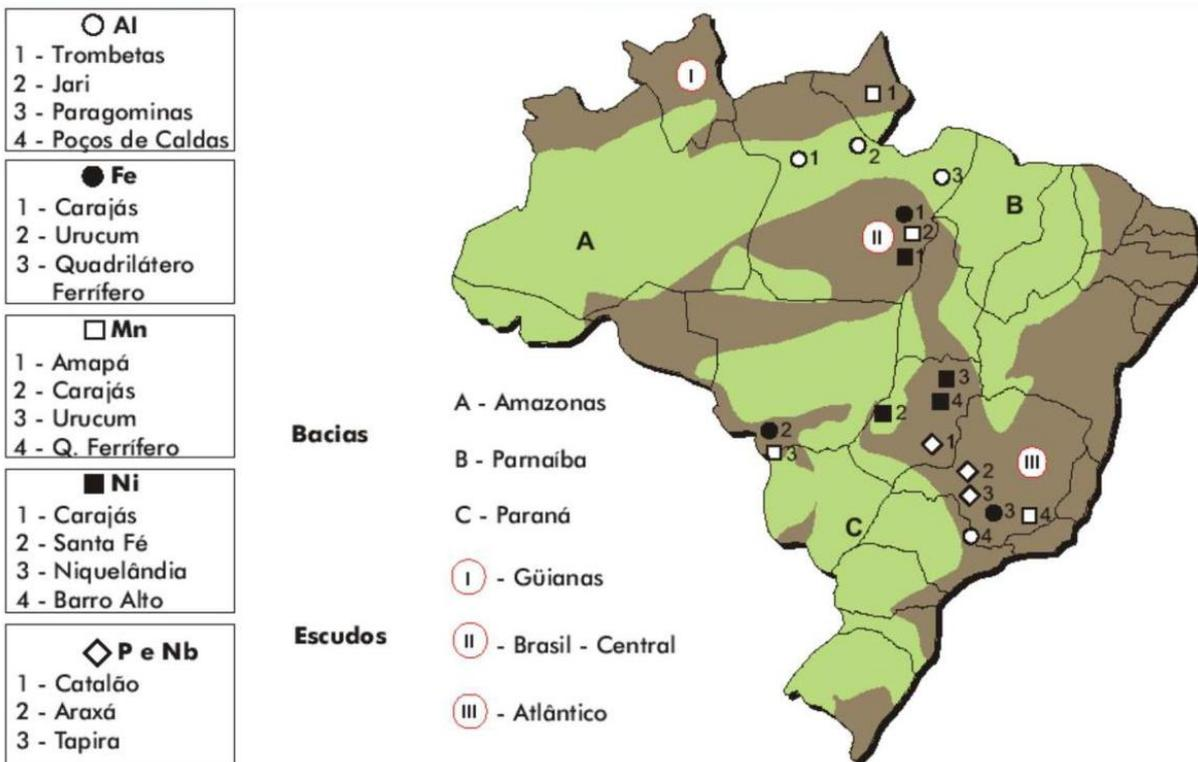 Al
1 - Trombetas
2 - Jari
3 - Paragominas
4 - Poços de Caldas
Fe
1 - Carajás
2 - Urucum
3 - Quadrilátero
Ferrífero
Mn
1 - Amapá
2 - Carajás
3 - Urucum
4 - Q. Ferrífero
Ni
1 - Carajás
2 - Santa Fé
3 - Niquelândia
4 - Barro Alto
P e Nb
1 - Catalão
2 - Araxá
3 - Tapira
Bacias
A - Amazonas
B - Parnaíba
C - Paraná
Escudos
I - Güianas
II - Brasil - Central
III - Atlântico
I
1
1
2
3
B
1
II
2
1
A
3
2
4
2
1
3
2
III
3
3
4
C
4